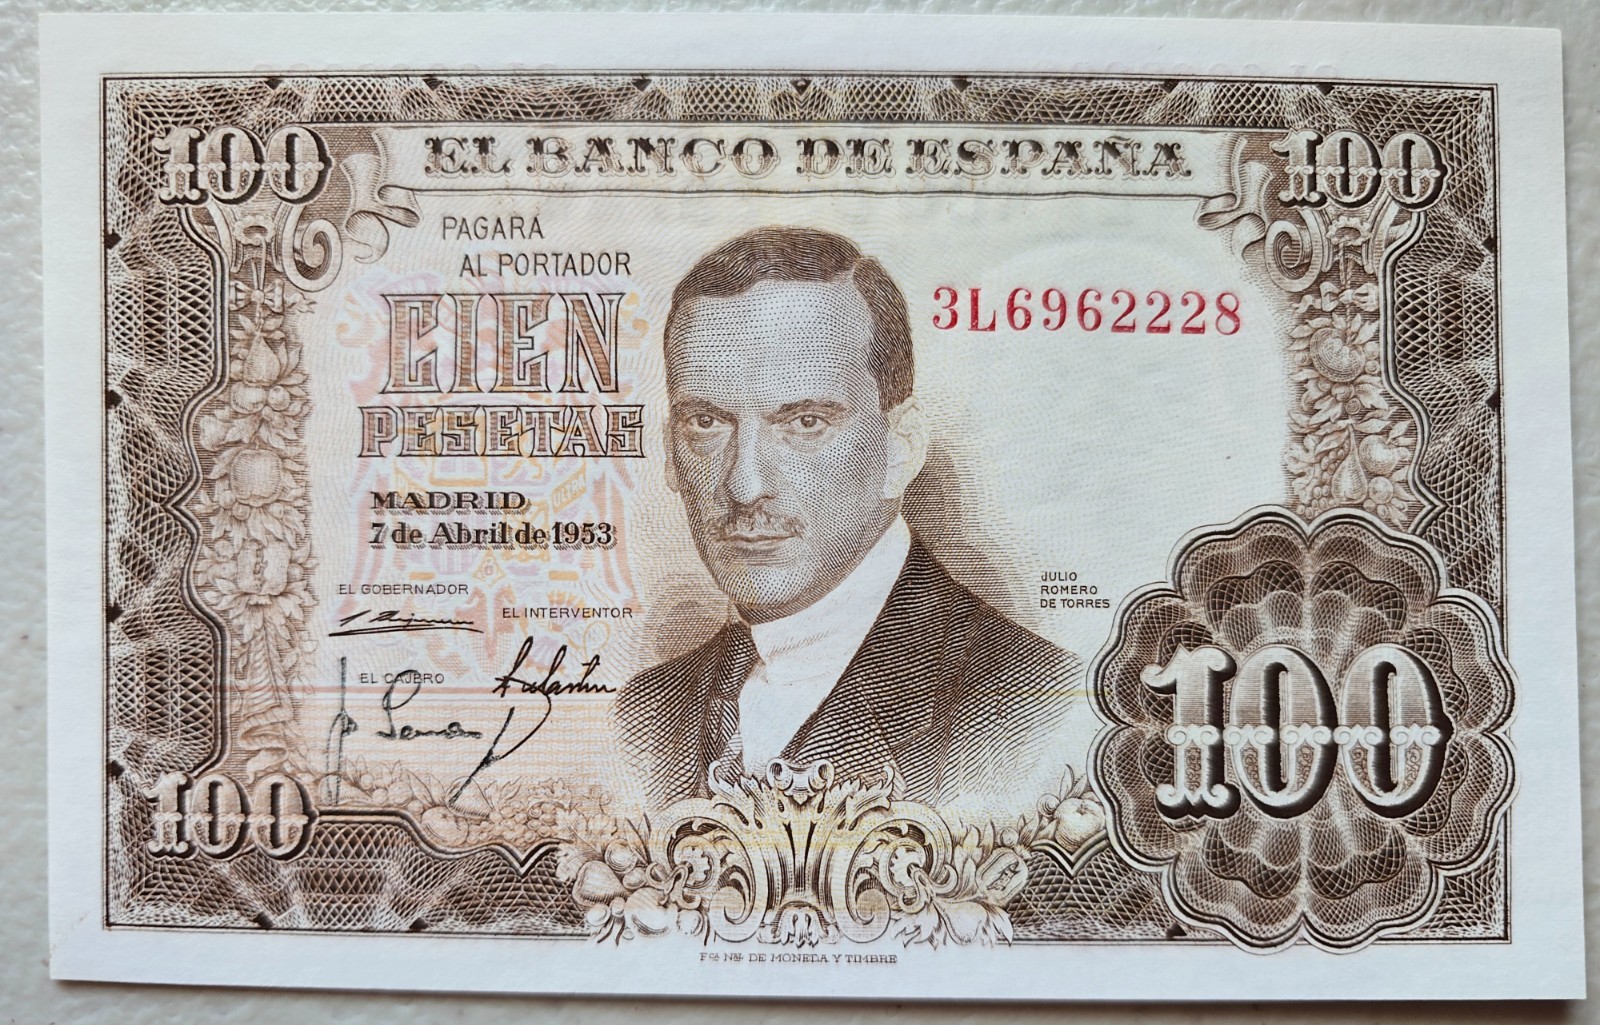 100 EL BANCO DE ESPAÑA 100
PAGARÁ
AL PORTADOR
CIEN
PESETAS
3L6962228
MADRID
7 de Abril de 1953
EL GOBERNADOR
EL INTERVENTOR
EL CAJERO
JULIO
ROMERO
DE TORRES
100
100
Fca Nal DE MONEDA Y TIMBRE